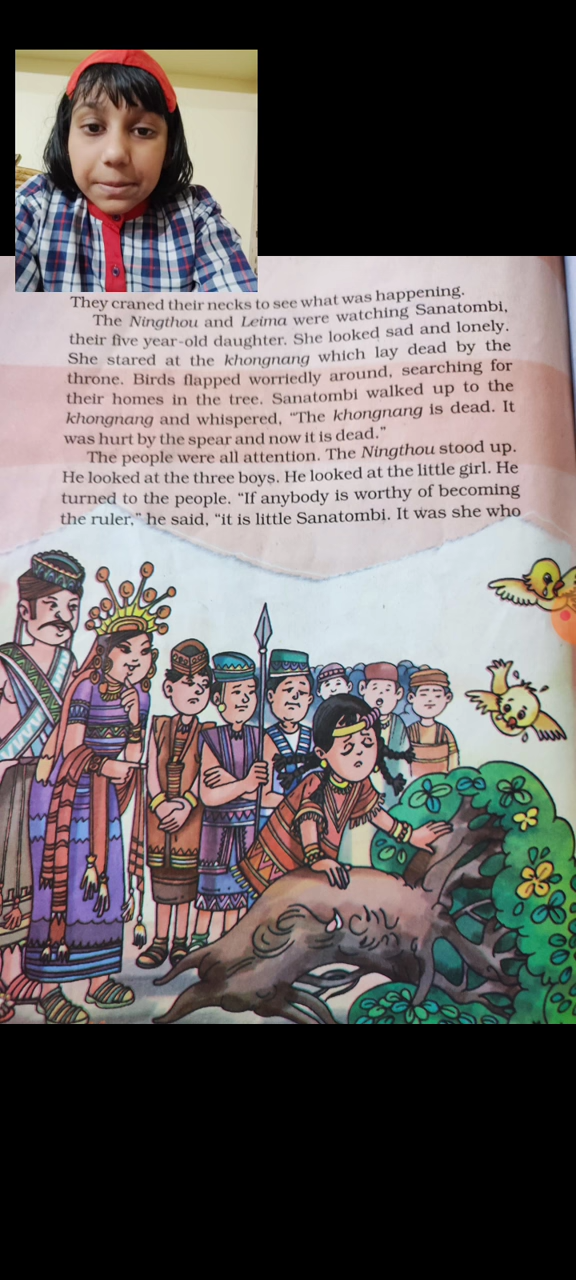 They craned their necks to see what was happening.
The Ningthou and Leima were watching Sanatombi,
their five year-old daughter. She looked sad and lonely.
She stared at the khongnang which lay dead by the
throne. Birds flapped worriedly around, searching for
their homes in the tree. Sanatombi walked up to the
khongnang and whispered, “The khongnang is dead. It
was hurt by the spear and now it is dead.”
The people were all attention. The Ningthou stood up.
He looked at the three boys. He looked at the little girl. He
turned to the people. “If anybody is worthy of becoming
the ruler,” he said, “it is little Sanatombi. It was she who